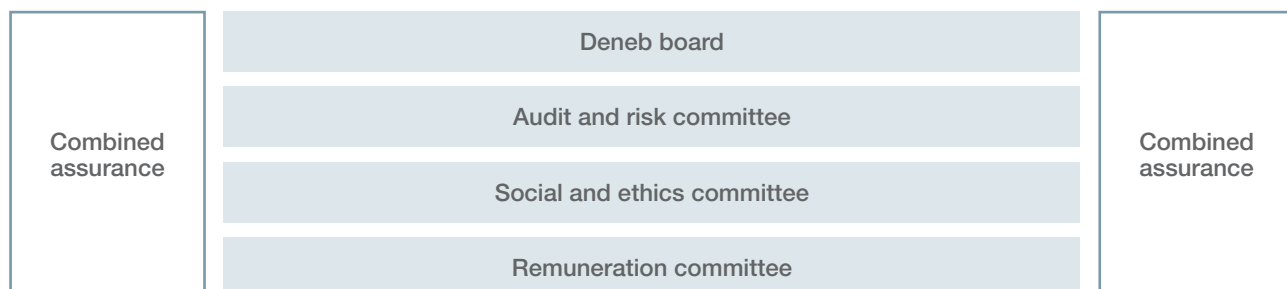 Combined
assurance
Deneb board
Audit and risk committee
Social and ethics committee
Remuneration committee
Combined
assurance